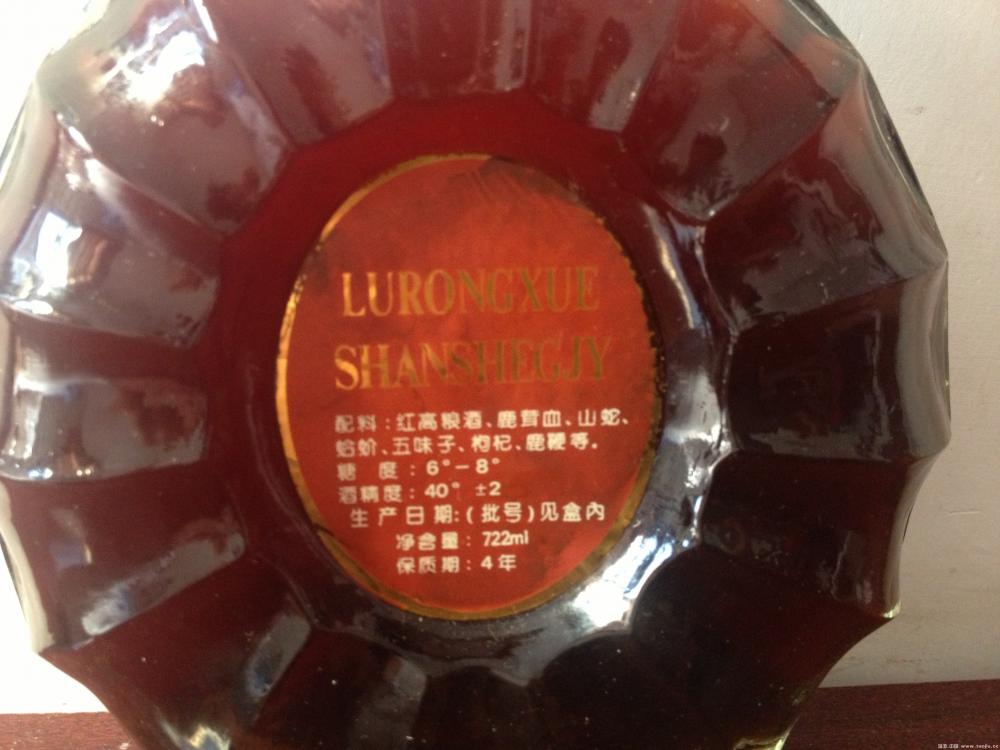 LURONGXUE
SHANSHEGJY
配料:红高粮酒、鹿茸血、山蛇、
蛤蚧、五味子、枸杞、鹿鞭等。
糖 度:6°-8°
酒精度:40° ±2
生产日期:(批号)见盒内
净含量:722ml
保质期:4年